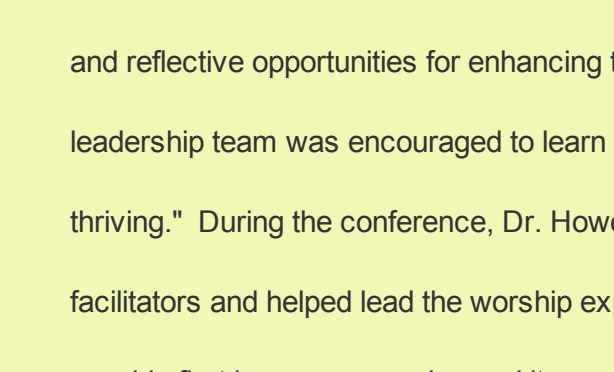 and reflective opportunities for enhancing
leadership team was encouraged to learn
thriving."  During the conference, Dr. Howe
facilitators and helped lead the worship